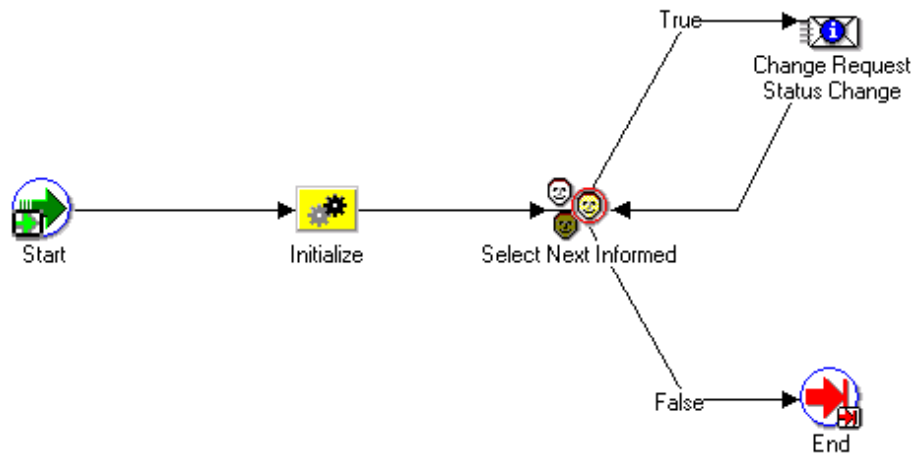 True
Change Request
Status Change
Start
Initialize
Select Next Informed
False
End